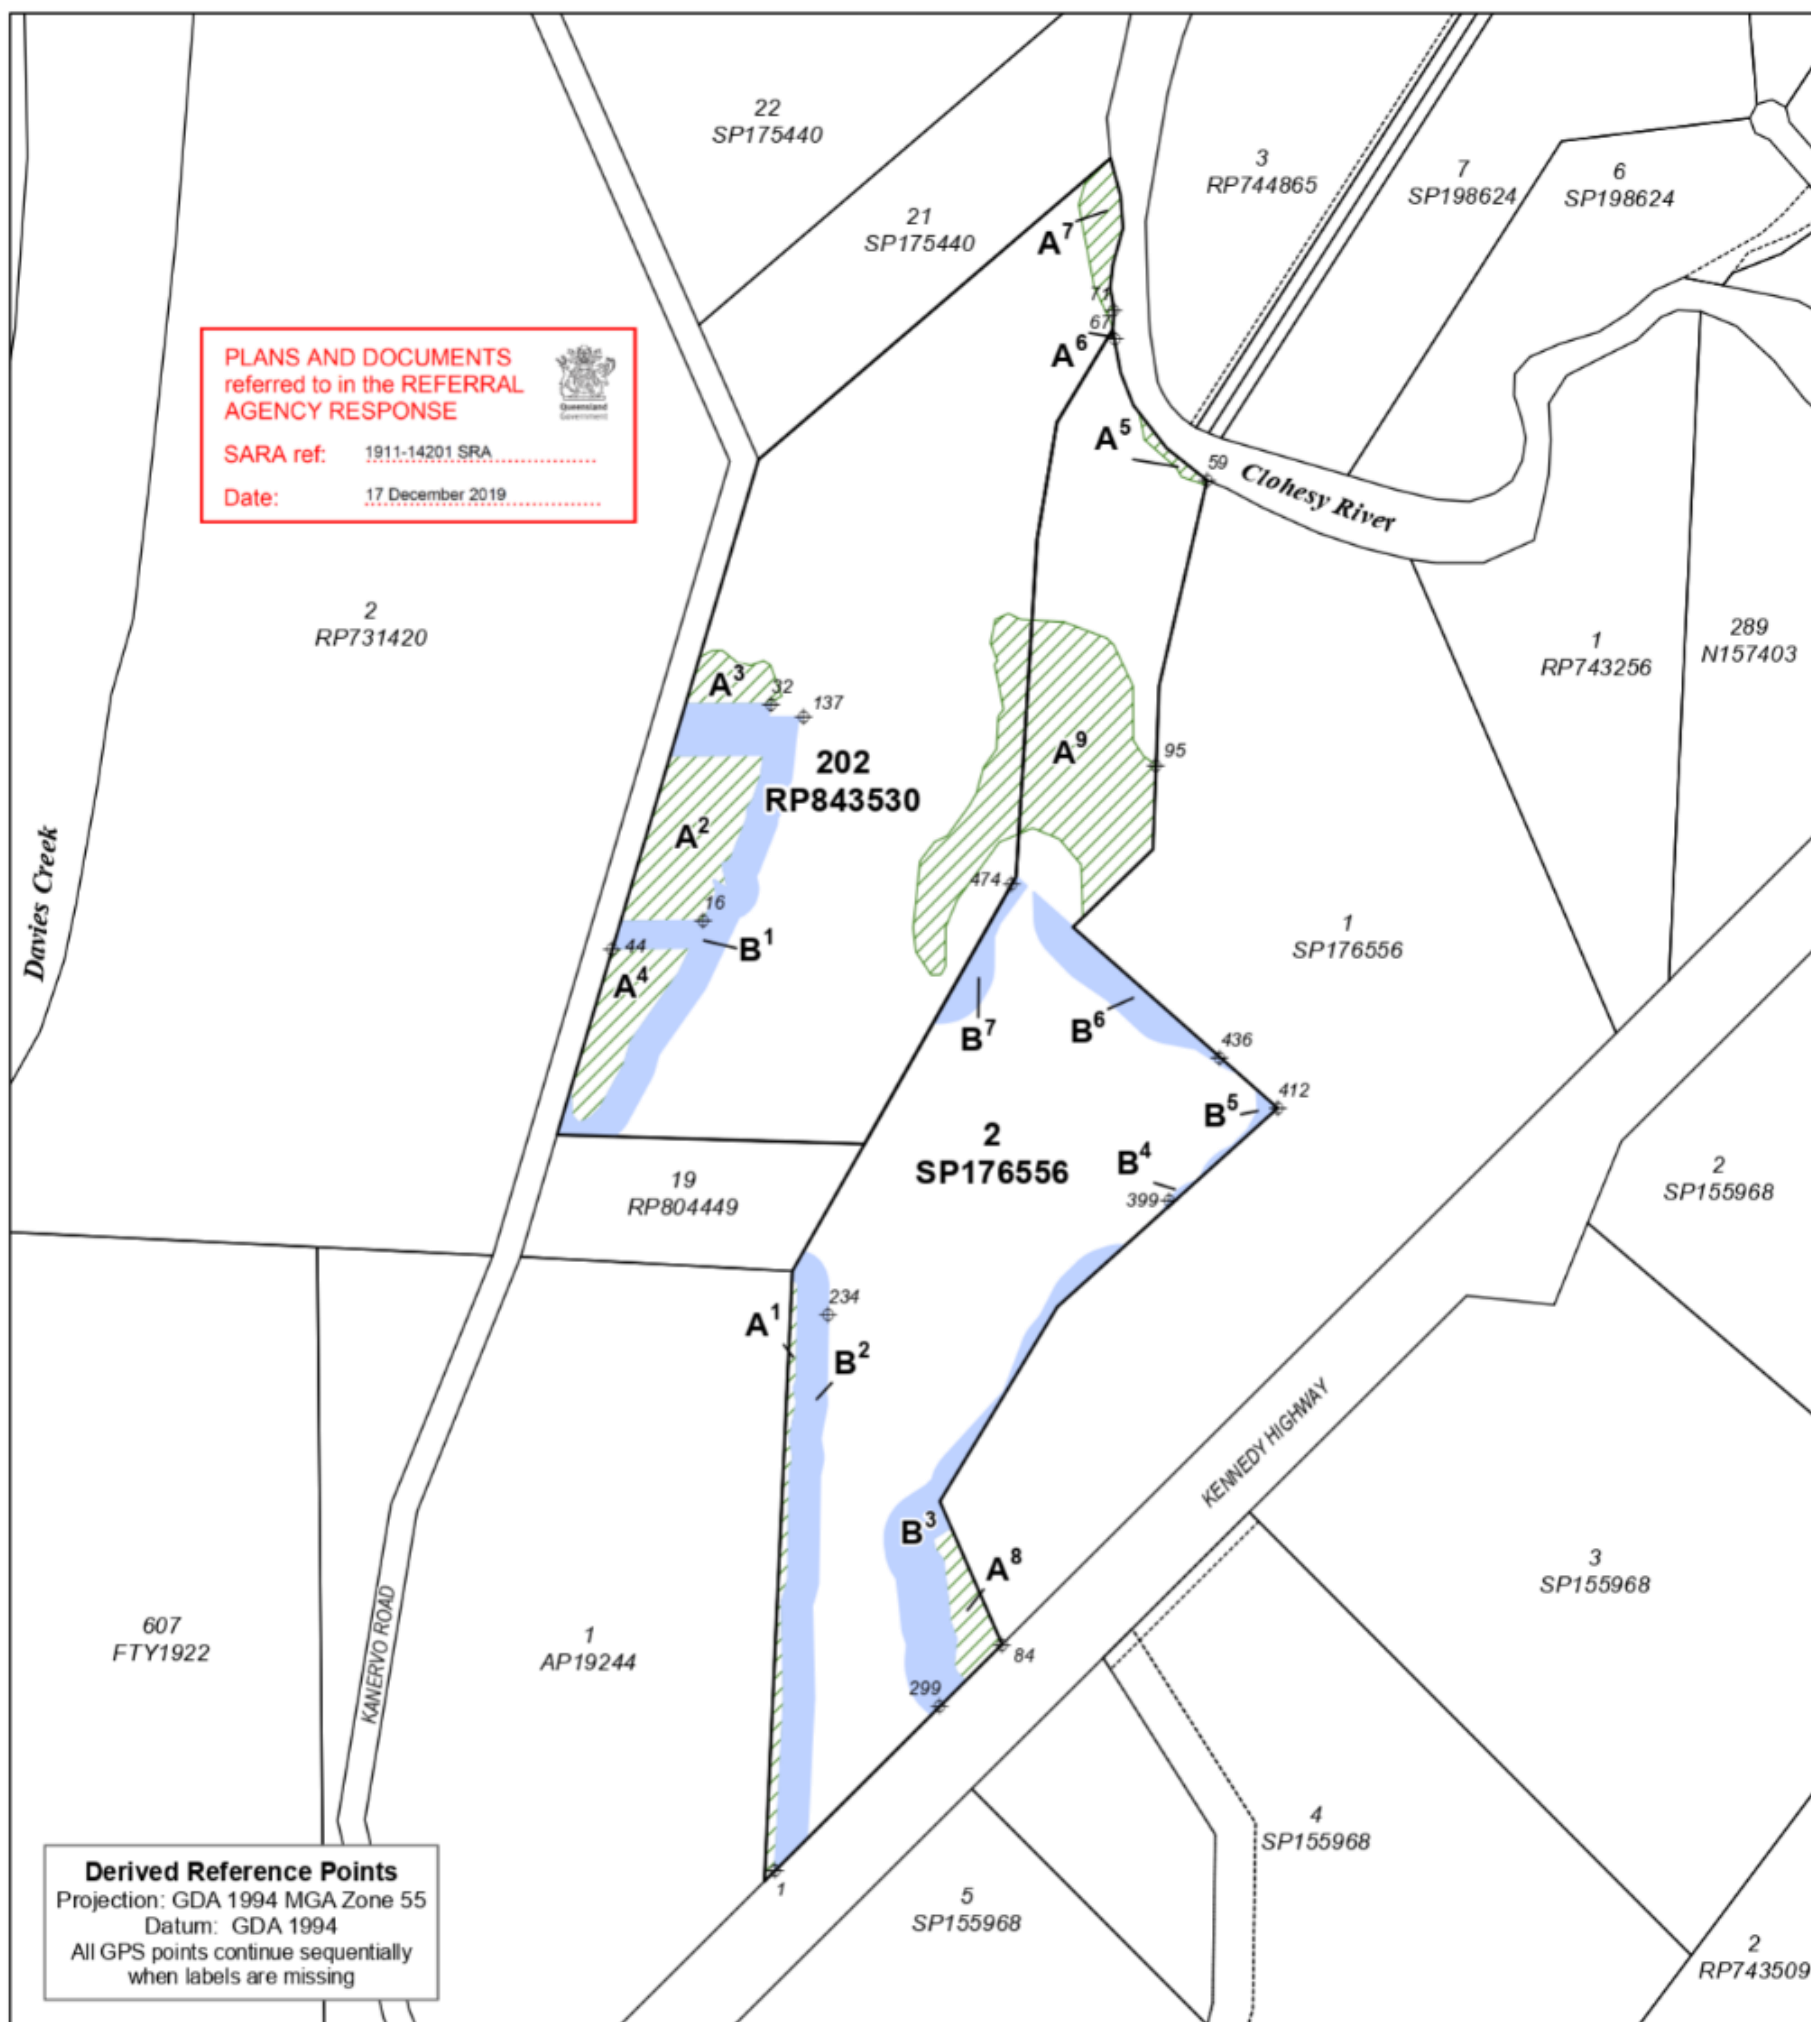 22
SP175440
3
RP744865
7
SP198624
6
SP198624
21
SP175440
A7
71
67
A6
PLANS AND DOCUMENTS
referred to in the REFERRAL
AGENCY RESPONSE
Queensland
Government
SARA ref: 1911-14201 SRA
Date: 17 December 2019
A5
59
Clohesy River
2
RP731420
1
RP743256
289
N157403
A3
32
137
202
RP843530
A9
95
A2
Davies Creek
474
16
44
B1
A4
1
SP176556
B7
B6
436
412
B5
2
SP176556
B4
399
2
SP155968
19
RP804449
234
A1
B2
KENNEDY HIGHWAY
B3
A8
3
SP155968
607
FTY1922
KANERVO ROAD
1
AP19244
84
299
4
SP155968
Derived Reference Points
Projection: GDA 1994 MGA Zone 55
Datum: GDA 1994
All GPS points continue sequentially
when labels are missing
1
5
SP155968
2
RP743509